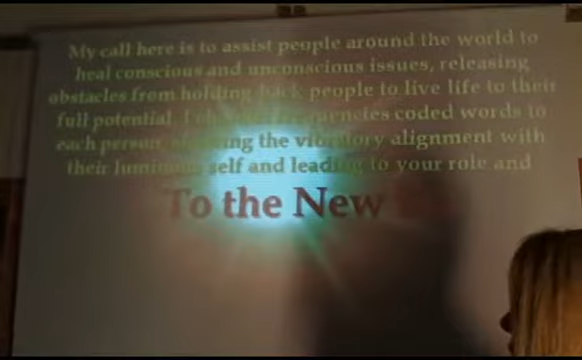 My call here is to assist people around the world to
heal conscious and unconscious issues, releasing
obstacles from holding back people to live life to their
full potential. I frequencies coded words to
each person the vibratory alignment with
their luminous self and leading to your role and
To the New